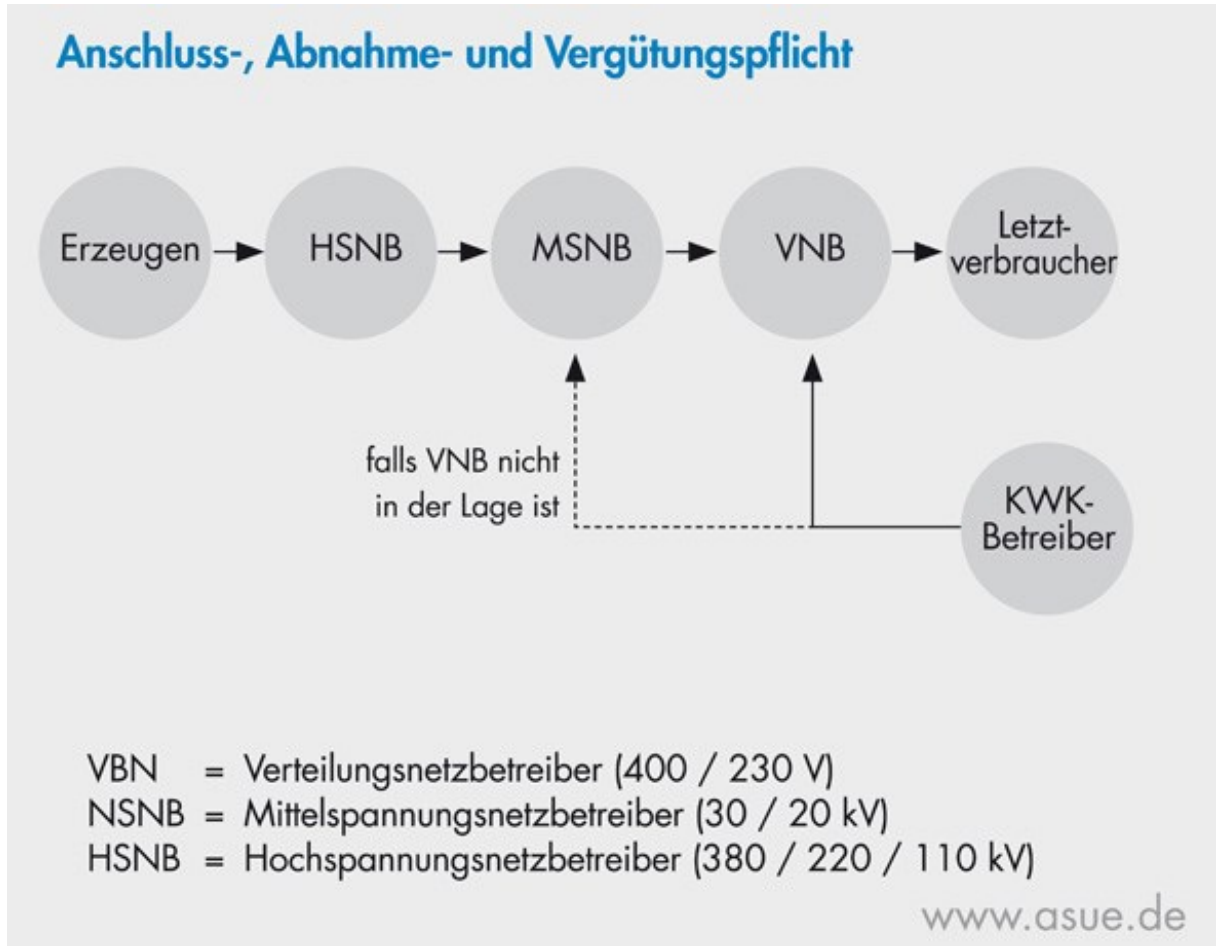 Anschluss-, Abnahme- und Vergütungspflicht
Erzeugen
HSNB
MSNB
VNB
Letzt-
verbraucher
falls VNB nicht
in der Lage ist
KWK-
Betreiber
VBN = Verteilungsnetzbetreiber (400 / 230 V)
NSNB = Mittelspannungsnetzbetreiber (30 / 20 kV)
HSNB = Hochspannungsnetzbetreiber (380 / 220 / 110 kV)
www.asue.de